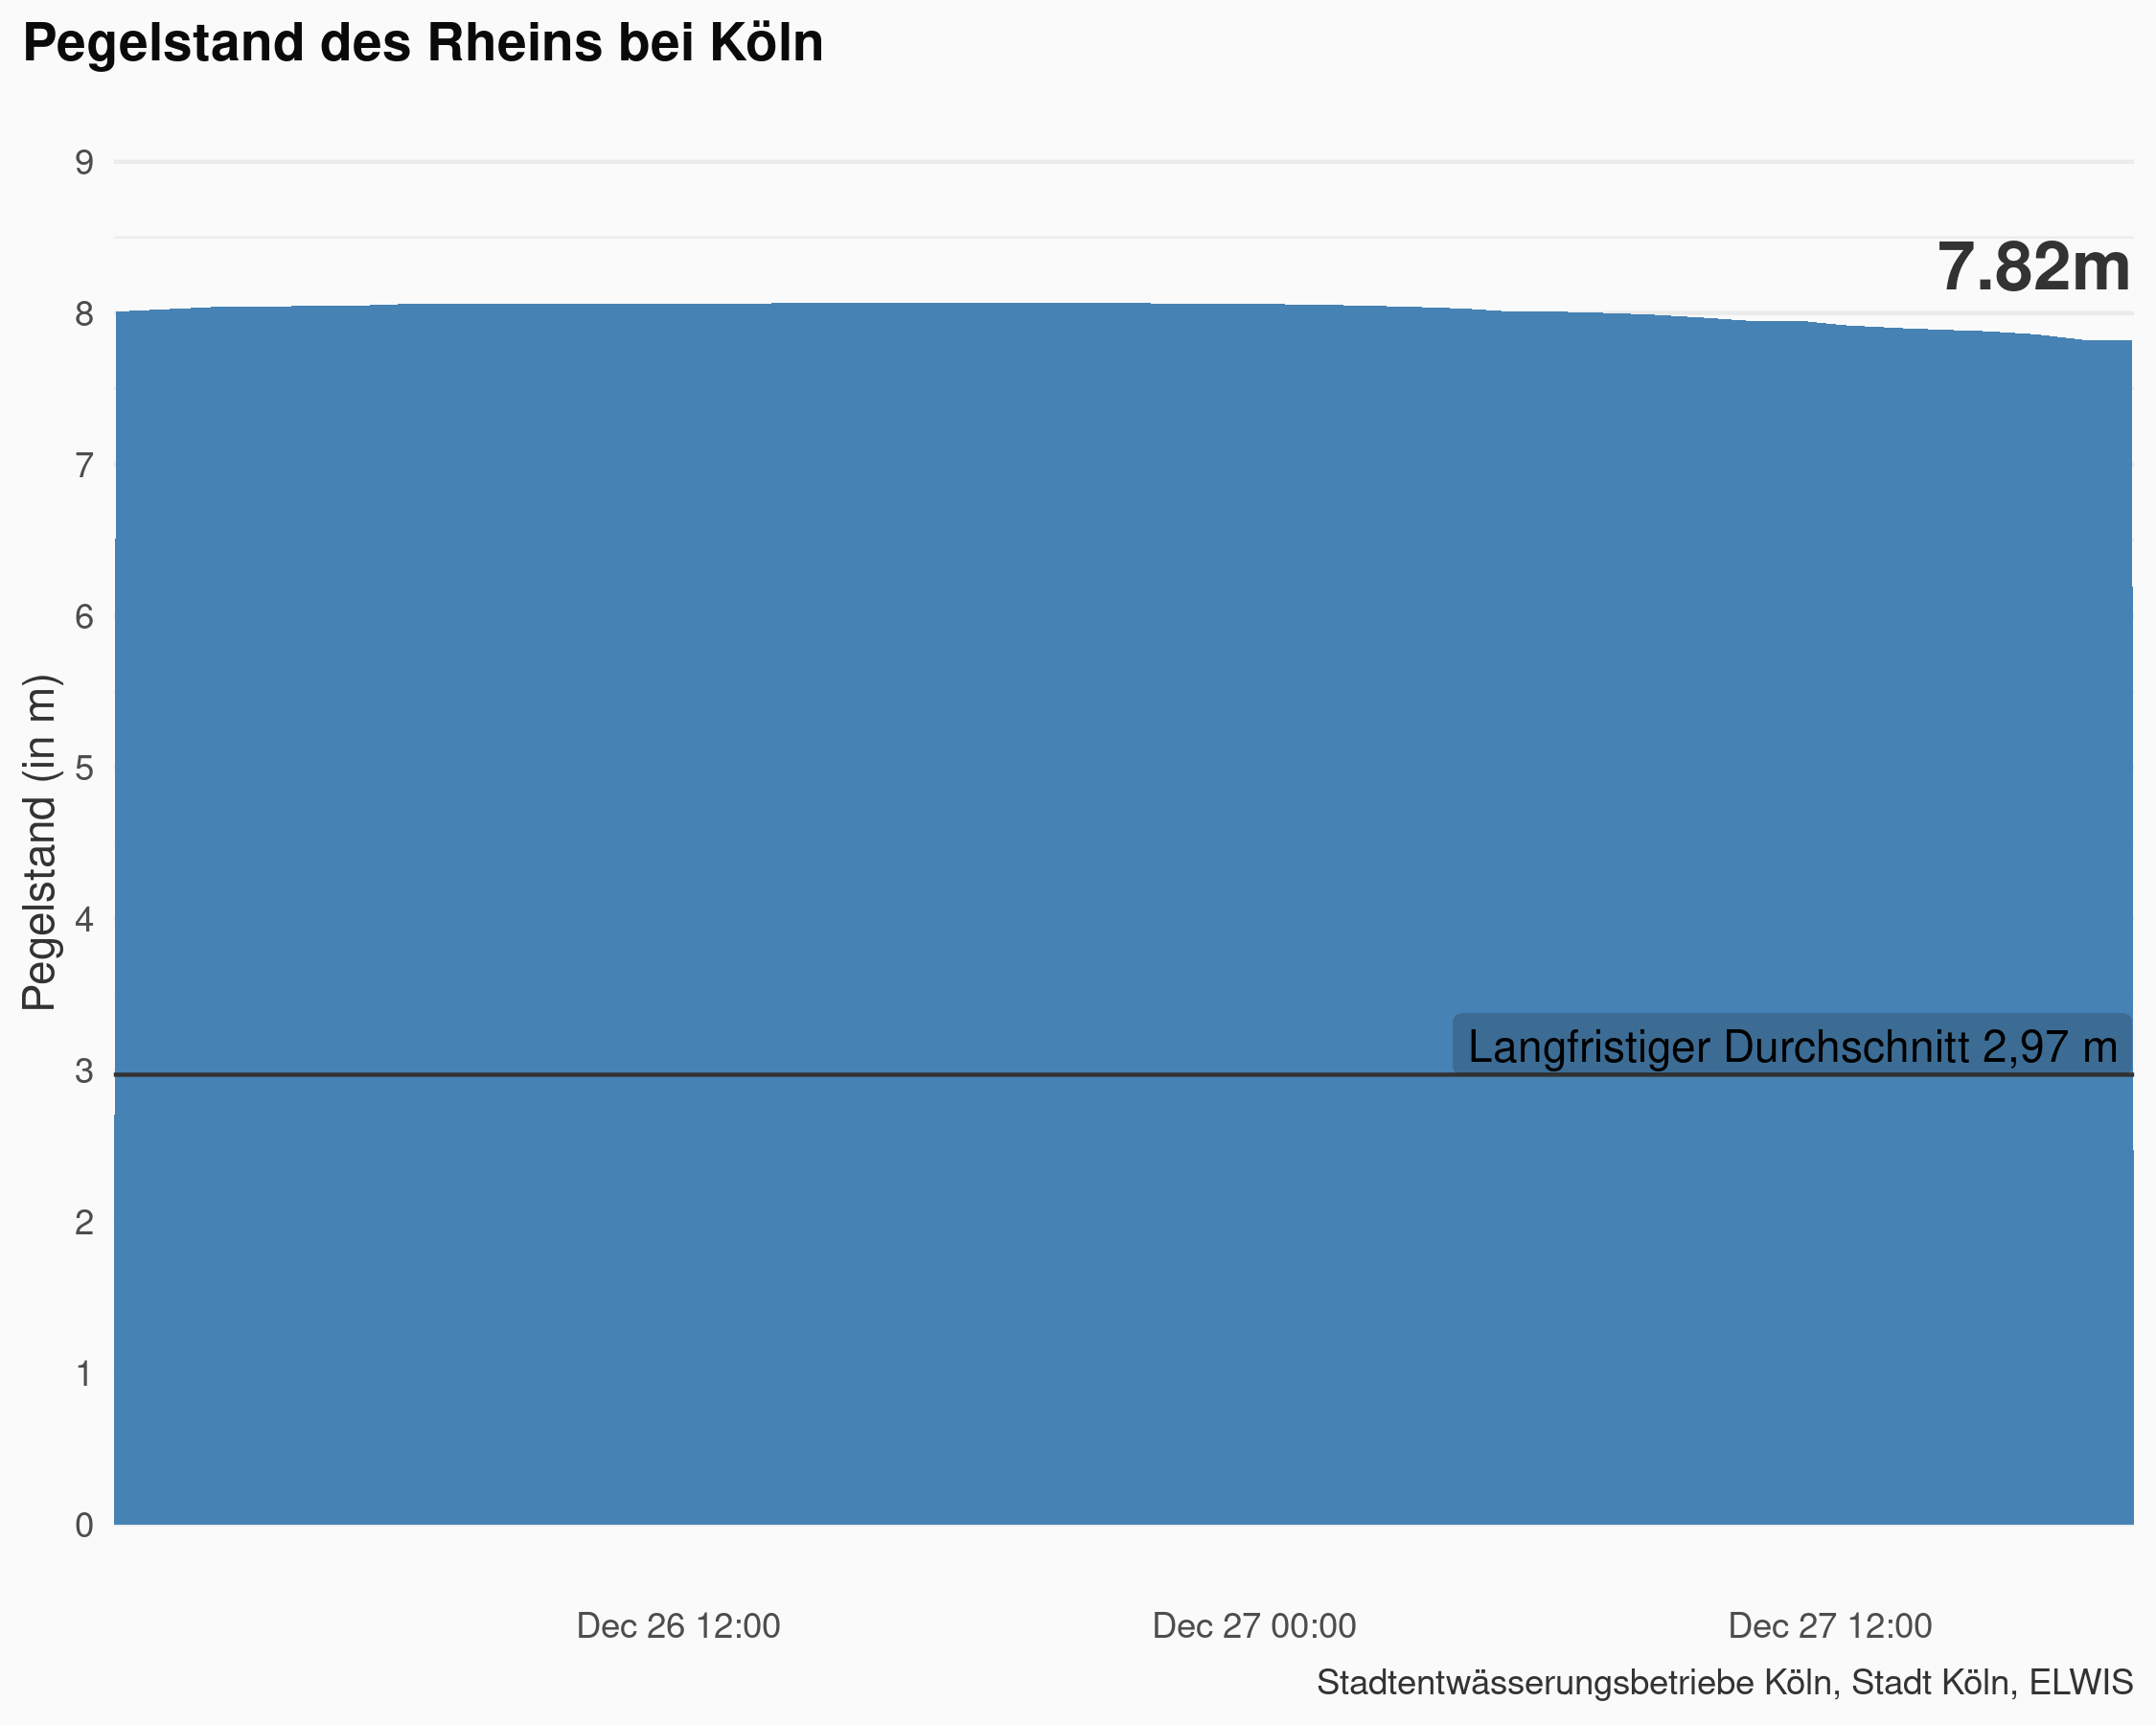 Pegelstand des Rheins bei Köln
9
7.82m
8
7
6
5
4
3
2
1
0
Pegelstand (in m)
Langfristiger Durchschnitt 2,97 m
Dec 26 12:00
Dec 27 00:00
Dec 27 12:00
Stadtentwässerungsbetriebe Köln, Stadt Köln, ELWIS